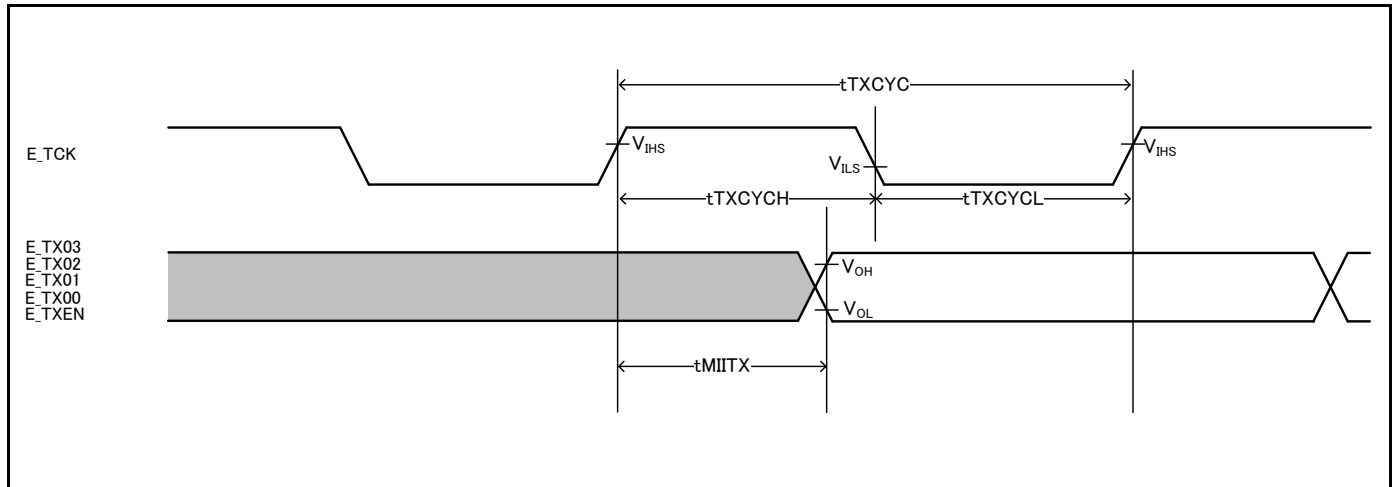 tTXCYC
E_TCK
VIHS
VILS
VIHS
tTXCYCH
tTXCYCL
E_TX03
E_TX02
E_TX01
E_TX00
E_TXEN
VOH
VOL
tMIITX